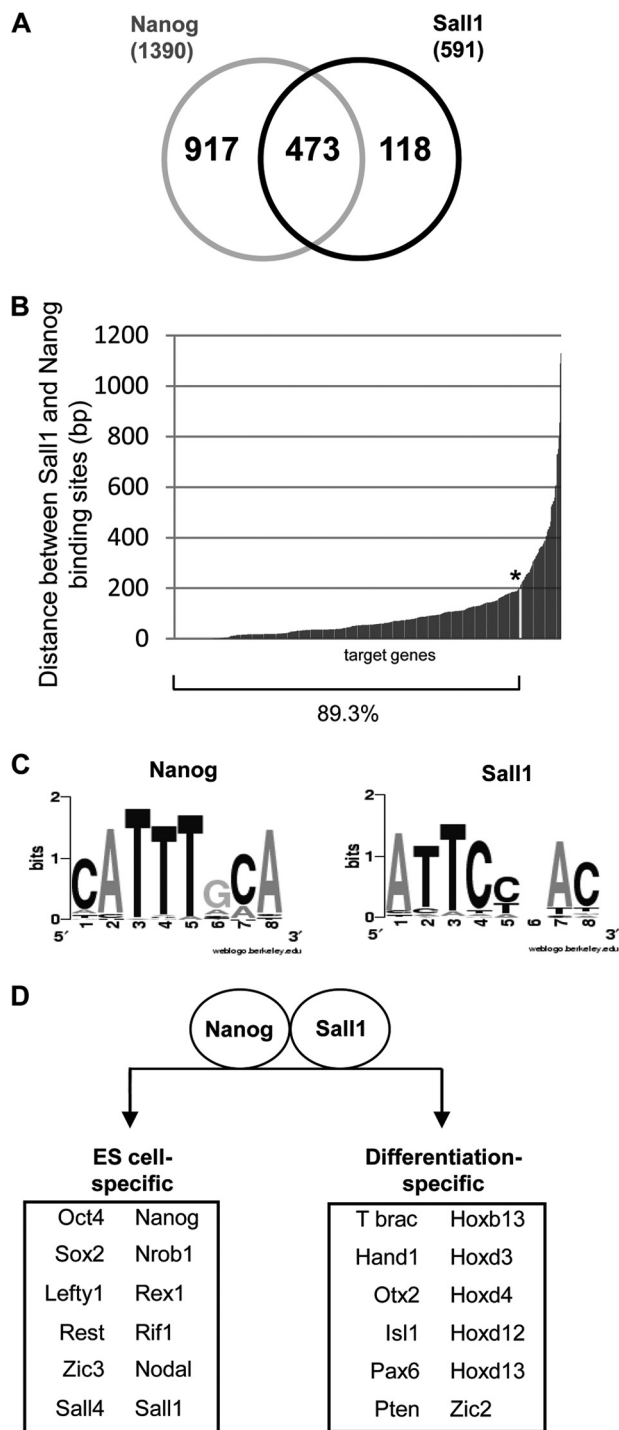 A
Nanog
(1390)
Sall1
(591)
917
473
118
B
Distance between Sall1 and Nanog
binding sites (bp)
1200
1000
800
600
400
200
0
*
target genes
89.3%
C
Nanog
2
bits
1
0
CATTTGCA
5′
1 2 3 4 5 6 7 8
3′
weblogo.berkeley.edu
Sall1
2
bits
1
0
ATTCC AC
5′
1 2 3 4 5 6 7 8
3′
weblogo.berkeley.edu
D
Nanog
Sall1
ES cell-
specific
Oct4 Nanog
Sox2 Nrob1
Lefty1 Rex1
Rest Rif1
Zic3 Nodal
Sall4 Sall1
Differentiation-
specific
T brac Hoxb13
Hand1 Hoxd3
Otx2 Hoxd4
Isl1 Hoxd12
Pax6 Hoxd13
Pten Zic2